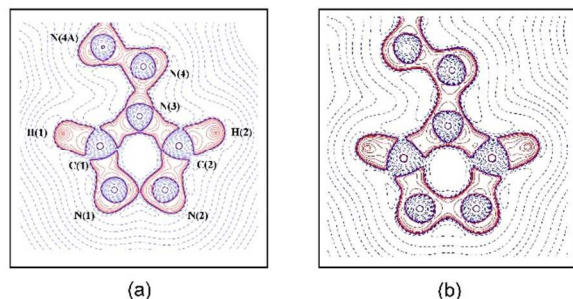 N(4A)
N(4)
N(3)
H(1)
H(2)
C(1)
C(2)
N(1)
N(2)
(a)
(b)